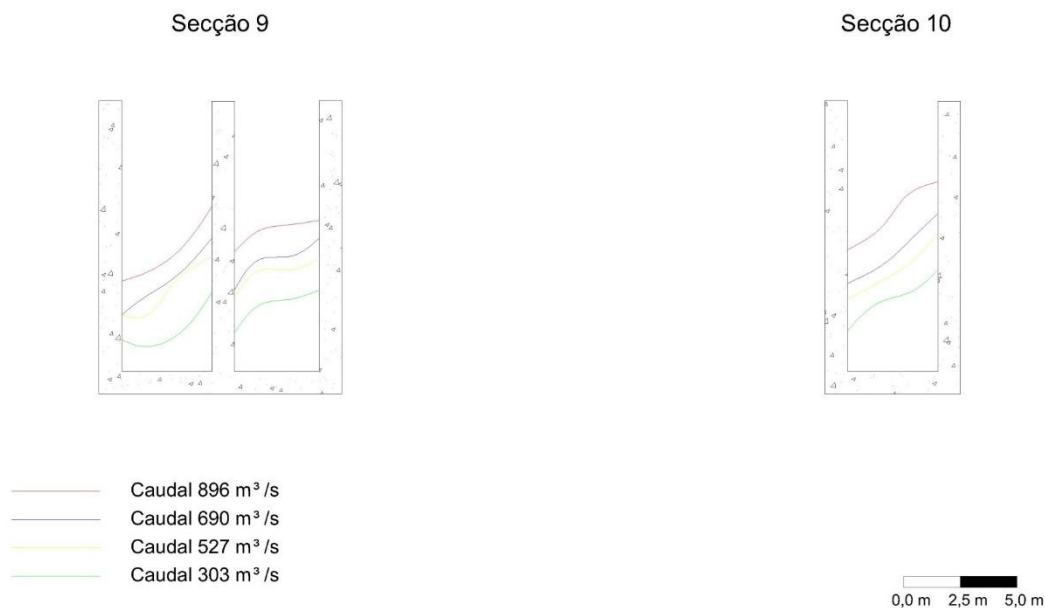 Secção 9
Secção 10
Caudal 896 m³ /s
Caudal 690 m³ /s
Caudal 527 m³ /s
Caudal 303 m³ /s
0,0 m 2,5 m 5,0 m